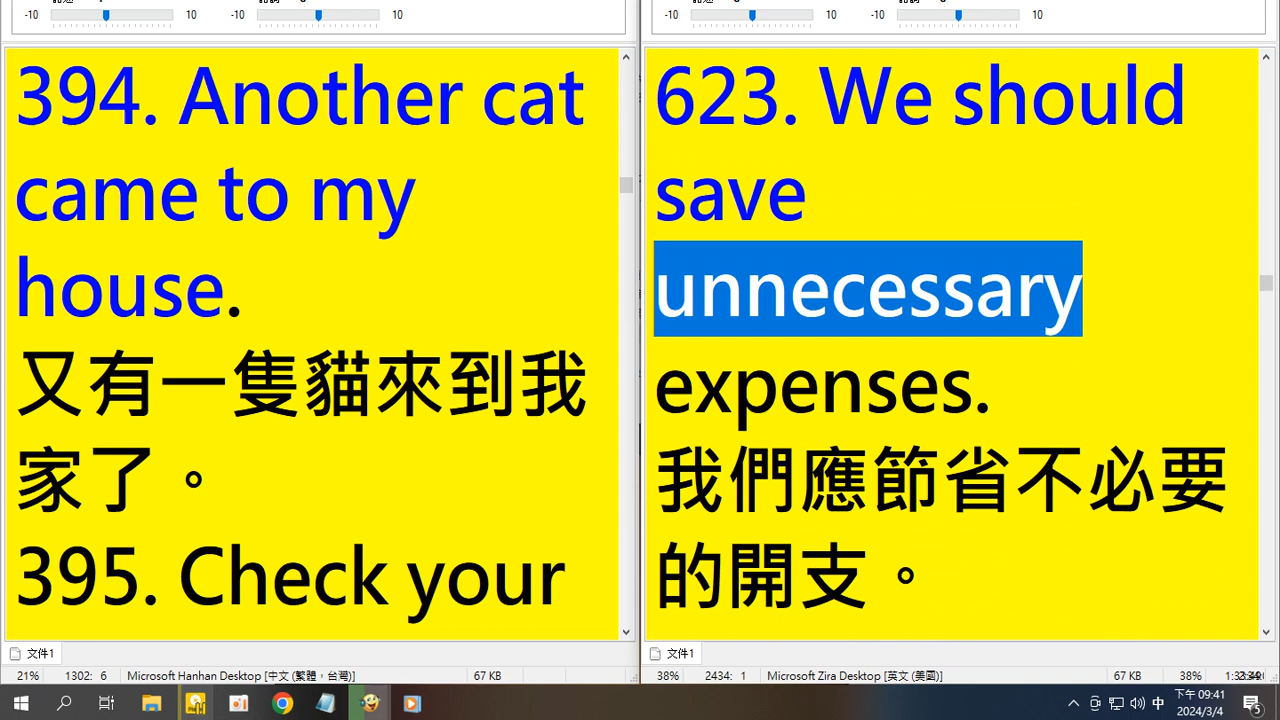 -10 10 -10 10
394. Another cat
came to my
house.
又有一隻貓來到我
家了。
395. Check your
文件1
21% 1302: 6 Microsoft Hanhan Desktop [中文 (繁體，台灣)] 67 KB
-10 10 -10 10
623. We should
save
unnecessary
expenses.
我們應節省不必要
的開支。
文件1
38% 2434: 1 Microsoft Zira Desktop [英文 (美國)] 67 KB 38%
中
下午 09:41
2024/3/4
5